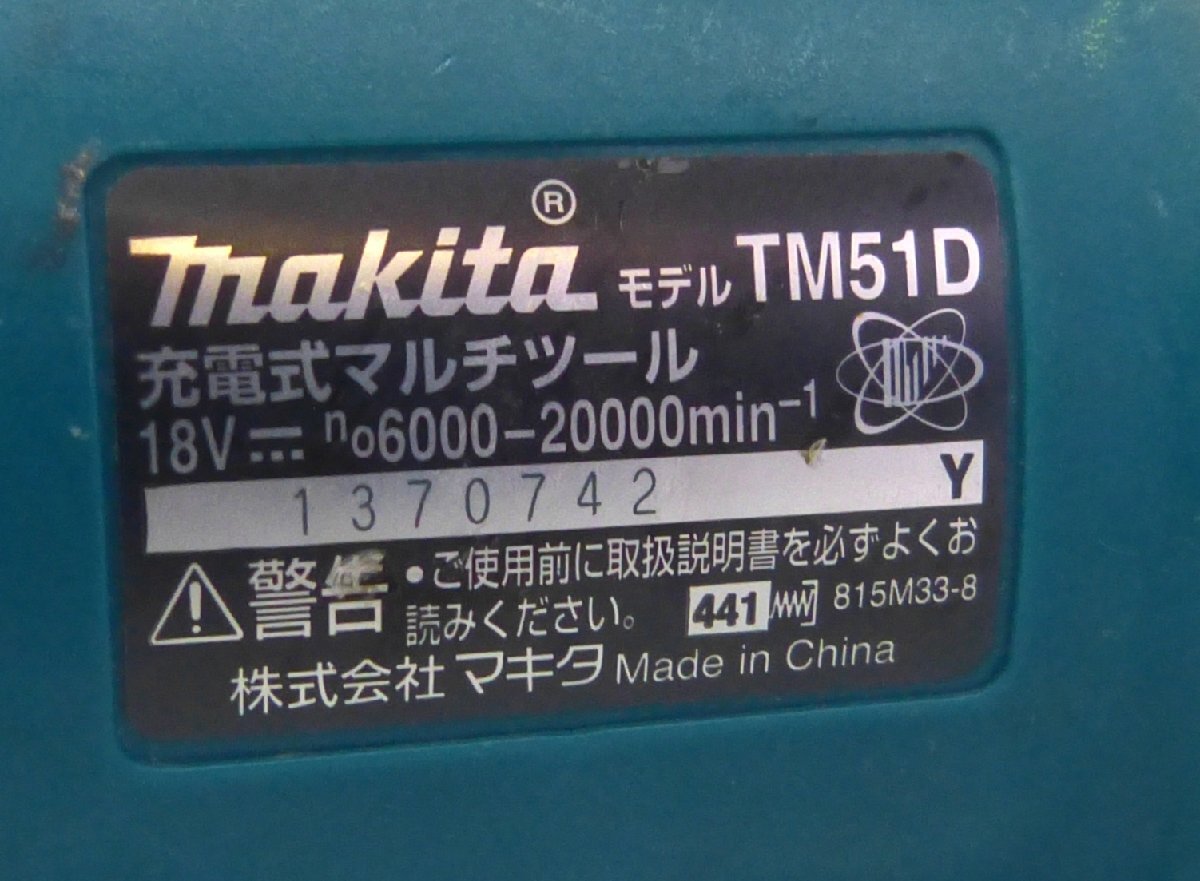 makita® モデル TM51D
充電式マルチツール
18V⎓ no6000-20000min-1
1370742 Y
警告 •ご使用前に取扱説明書を必ずよくお
読みください。 441 815M33-8
株式会社マキタ Made in China